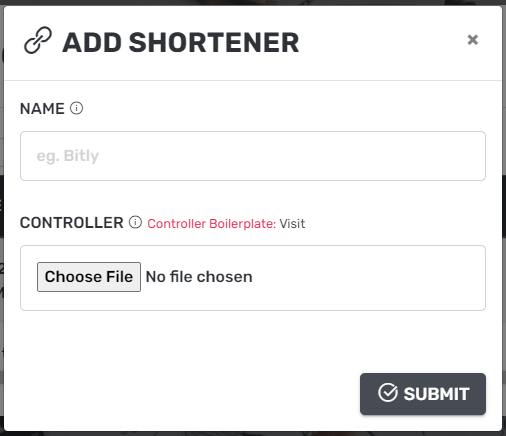 ADD SHORTENER
×
NAME
eg. Bitly
CONTROLLER Controller Boilerplate: Visit
Choose File No file chosen
SUBMIT